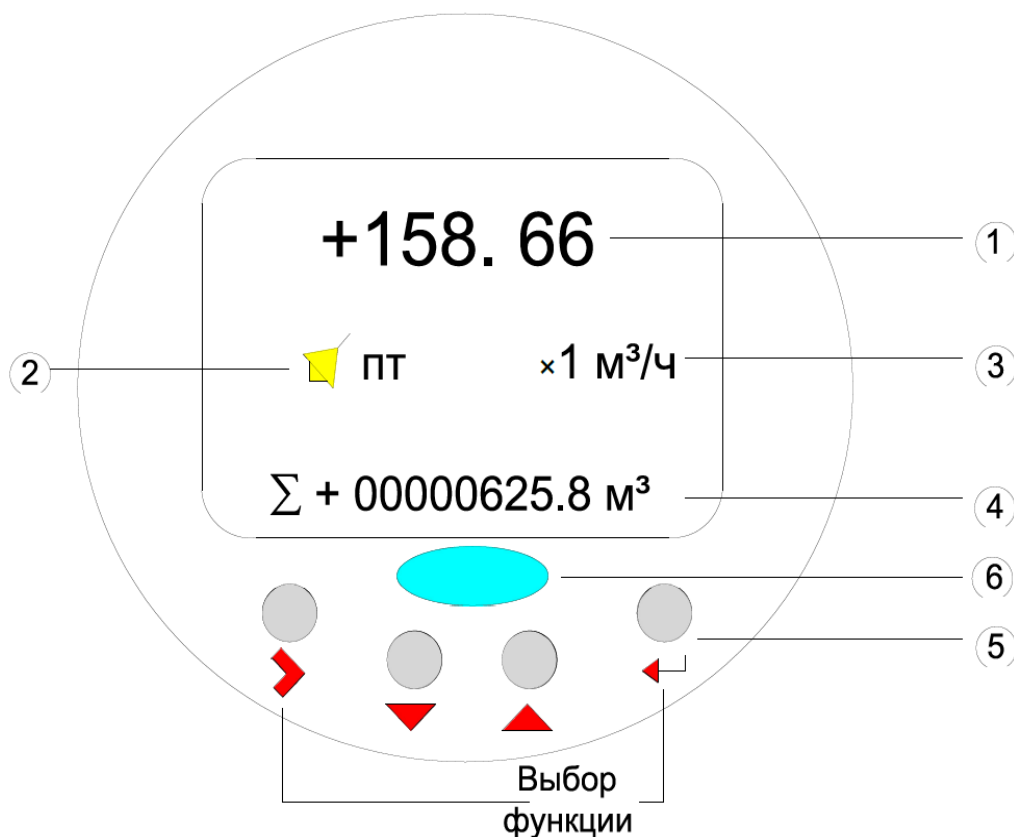 +158. 66
①
② пт ×1 м³/ч ③
∑ + 00000625.8 м³
④
⑥
⑤
Выбор
функции